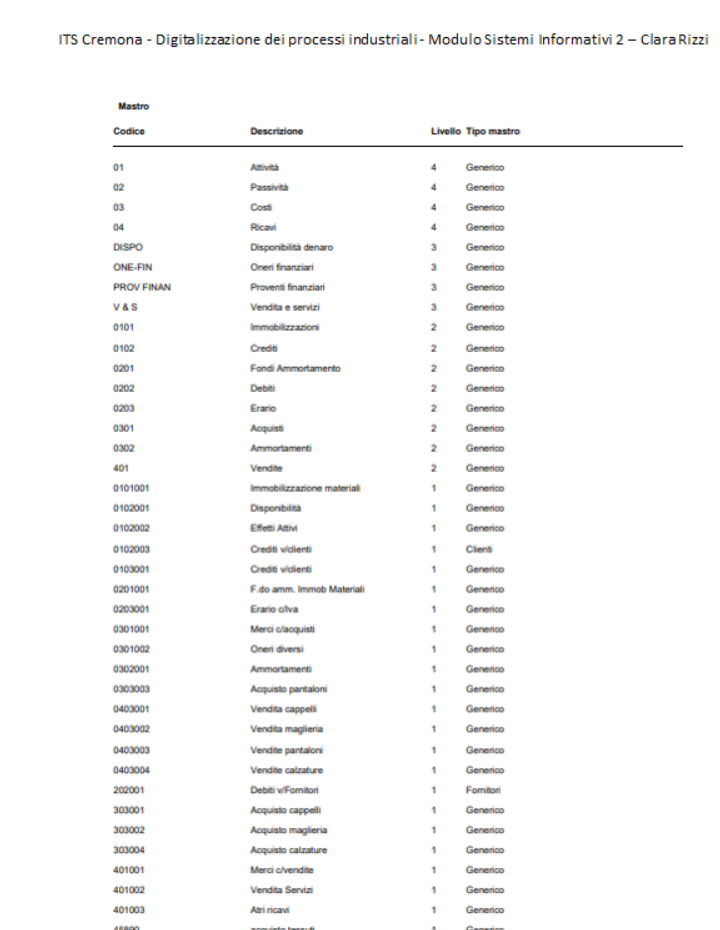 ITS Cremona - Digitalizzazione dei processi industriali - Modulo Sistemi Informativi 2 – Clara Rizzi
Mastro
Codice Descrizione Livello Tipo mastro
01 Attività 4 Generico
02 Passività 4 Generico
03 Costi 4 Generico
04 Ricavi 4 Generico
DISPO Disponibilità denaro 3 Generico
ONE-FIN Oneri finanziari 3 Generico
PROV FINAN Proventi finanziari 3 Generico
V & S Vendita e servizi 3 Generico
0101 Immobilizzazioni 2 Generico
0102 Crediti 2 Generico
0201 Fondi Ammortamento 2 Generico
0202 Debiti 2 Generico
0203 Erario 2 Generico
0301 Acquisti 2 Generico
0302 Ammortamenti 2 Generico
401 Vendite 2 Generico
0101001 Immobilizzazione materiali 1 Generico
0102001 Disponibilità 1 Generico
0102002 Effetti Attivi 1 Generico
0102003 Crediti v/clienti 1 Clienti
0103001 Crediti v/clienti 1 Generico
0201001 F.do amm. Immob Materiali 1 Generico
0203001 Erario c/Iva 1 Generico
0301001 Merci c/acquisti 1 Generico
0301002 Oneri diversi 1 Generico
0302001 Ammortamenti 1 Generico
0303003 Acquisto pantaloni 1 Generico
0403001 Vendita cappelli 1 Generico
0403002 Vendita maglieria 1 Generico
0403003 Vendite pantaloni 1 Generico
0403004 Vendite calzature 1 Generico
202001 Debiti v/Fornitori 1 Fornitori
303001 Acquisto cappelli 1 Generico
303002 Acquisto maglieria 1 Generico
303004 Acquisto calzature 1 Generico
401001 Merci c/vendite 1 Generico
401002 Vendita Servizi 1 Generico
401003 Atri ricavi 1 Generico
45890 acquisto tessuti 1 Generico